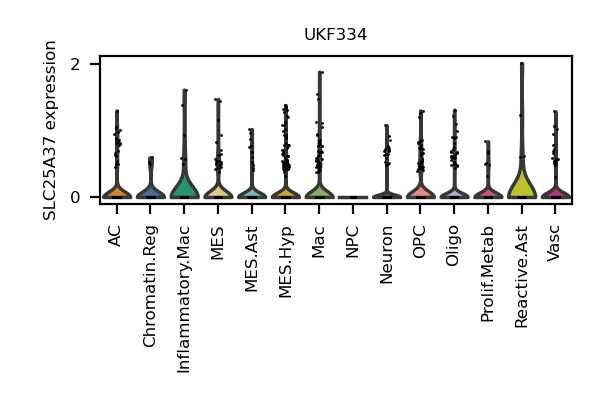 UKF334
SLC25A37 expression
2
0
AC
Chromatin.Reg
Inflammatory.Mac
MES
MES.Ast
MES.Hyp
Mac
NPC
Neuron
OPC
Oligo
Prolif.Metab
Reactive.Ast
Vasc